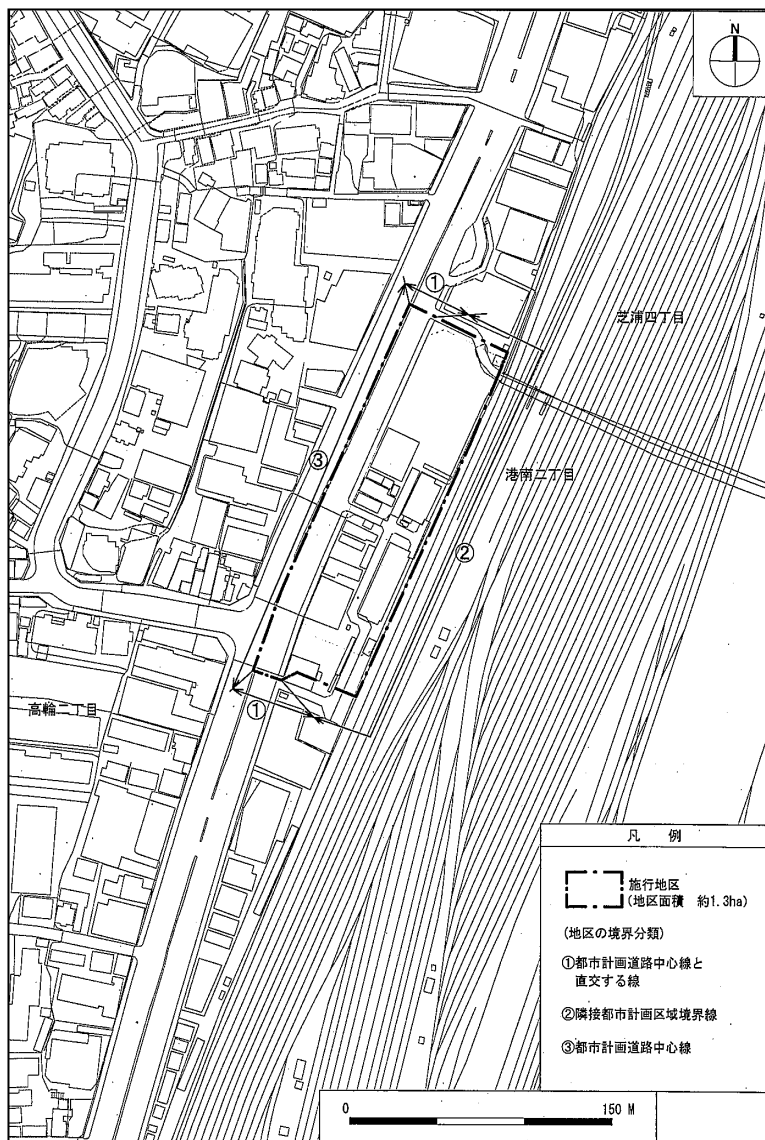 N
①
芝浦四丁目
③
港南二丁目
②
高輪二丁目
①
凡 例
施行地区
(地区面積 約1.3ha)
(地区の境界分類)
①都市計画道路中心線と
直交する線
②隣接都市計画区域境界線
③都市計画道路中心線
0 150 M